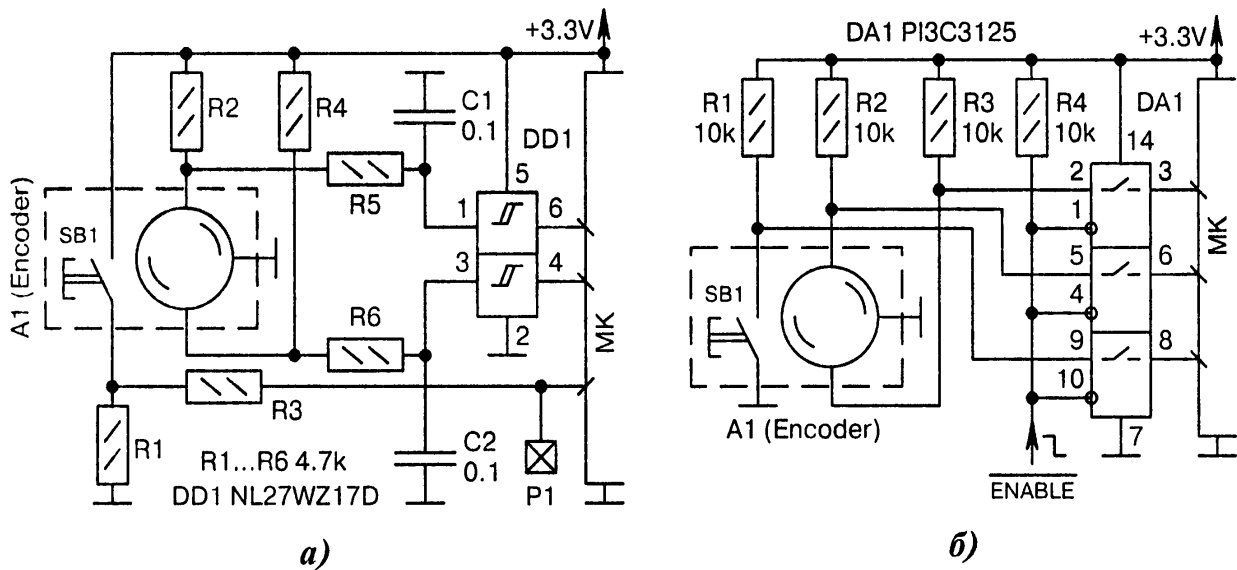 +3.3V
R2
R4
C1
0.1
DD1
5
R5
1
6
3
4
2
SB1
A1 (Encoder)
R6
R3
R1
C2
0.1
P1
MK
R1...R6 4.7k
DD1 NL27WZ17D
а)
DA1 PI3C3125
+3.3V
R1
10k
R2
10k
R3
10k
R4
10k
DA1
14
2
3
1
5
6
4
9
8
10
7
MK
SB1
A1 (Encoder)
ENABLE
б)